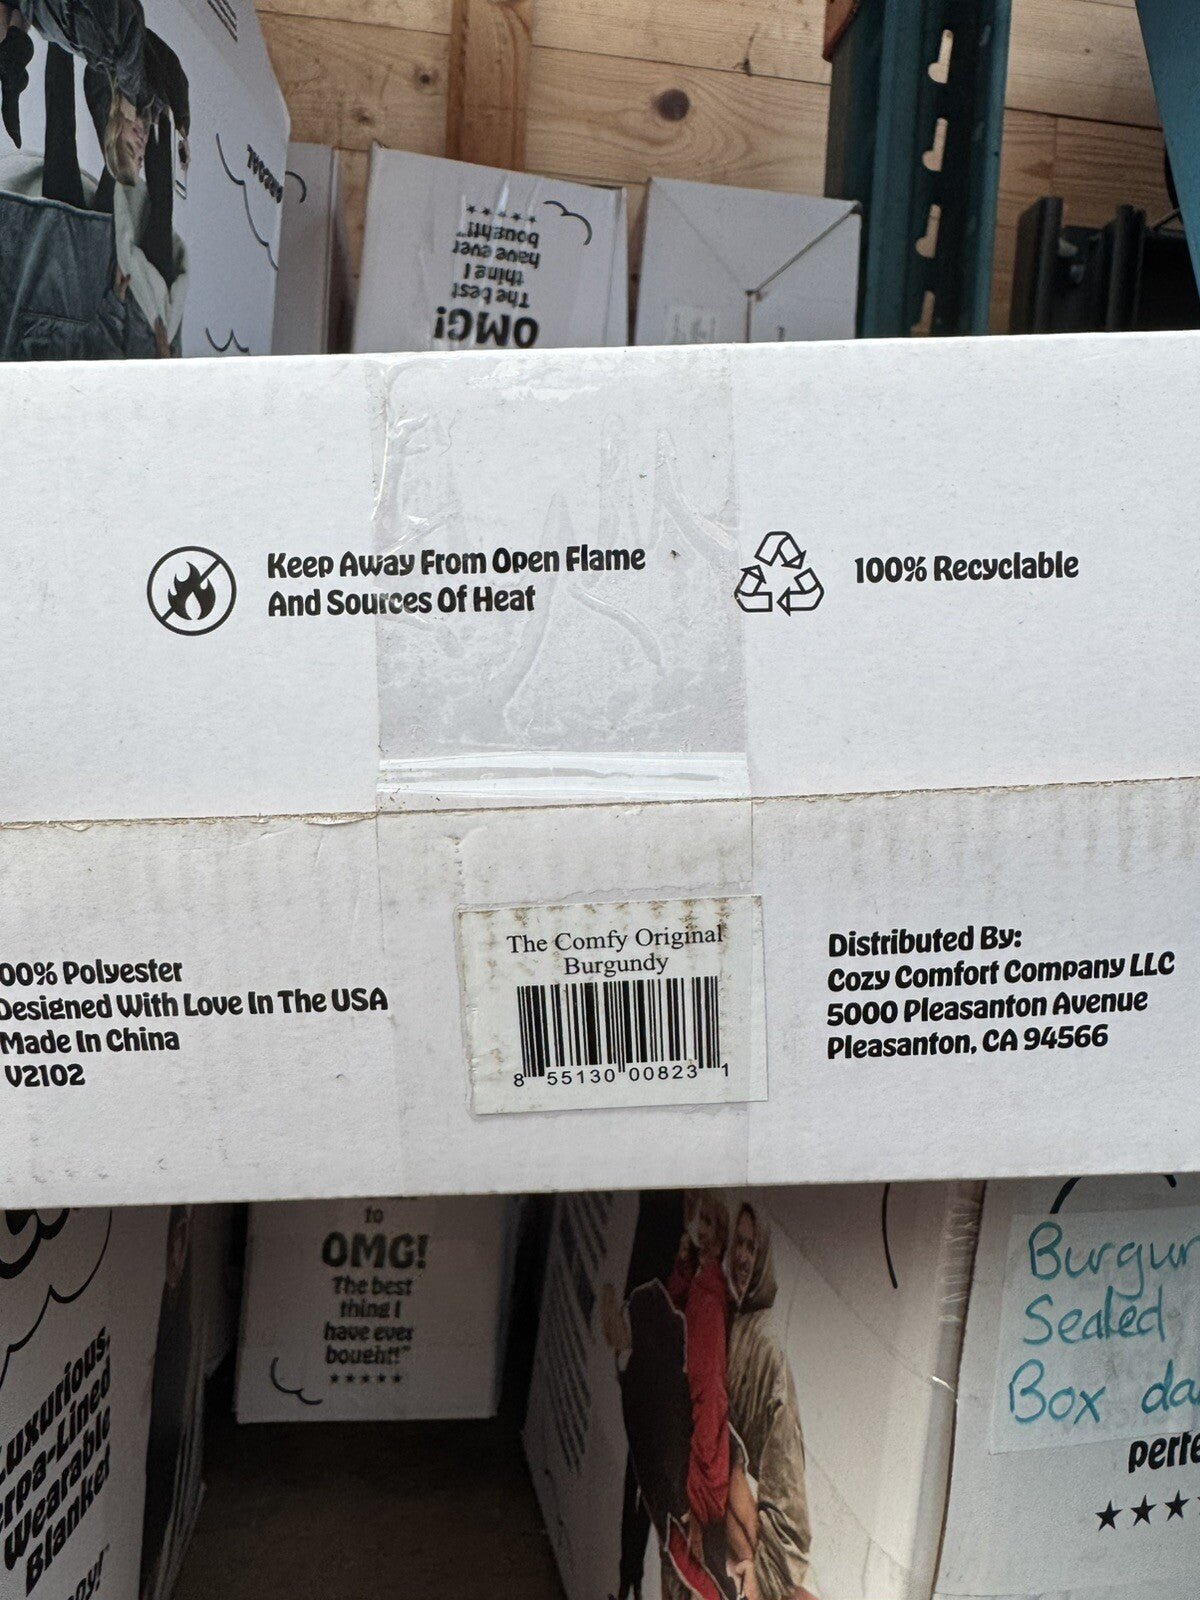 OMG!
The best
thing I
have ever
bought!"
★★★★★
Keep Away From Open Flame
And Sources Of Heat
100% Recyclable
00% Polyester
Designed With Love In The USA
Made In China
V2102
The Comfy Original
Burgundy
8 55130 00823 1
Distributed By:
Cozy Comfort Company LLC
5000 Pleasanton Avenue
Pleasanton, CA 94566
to
OMG!
The best
thing I
have ever
bought!"
★★★★★
Luxurious,
erpa-Lined
Wearable
Blanket
Sealed
Box da
★★★